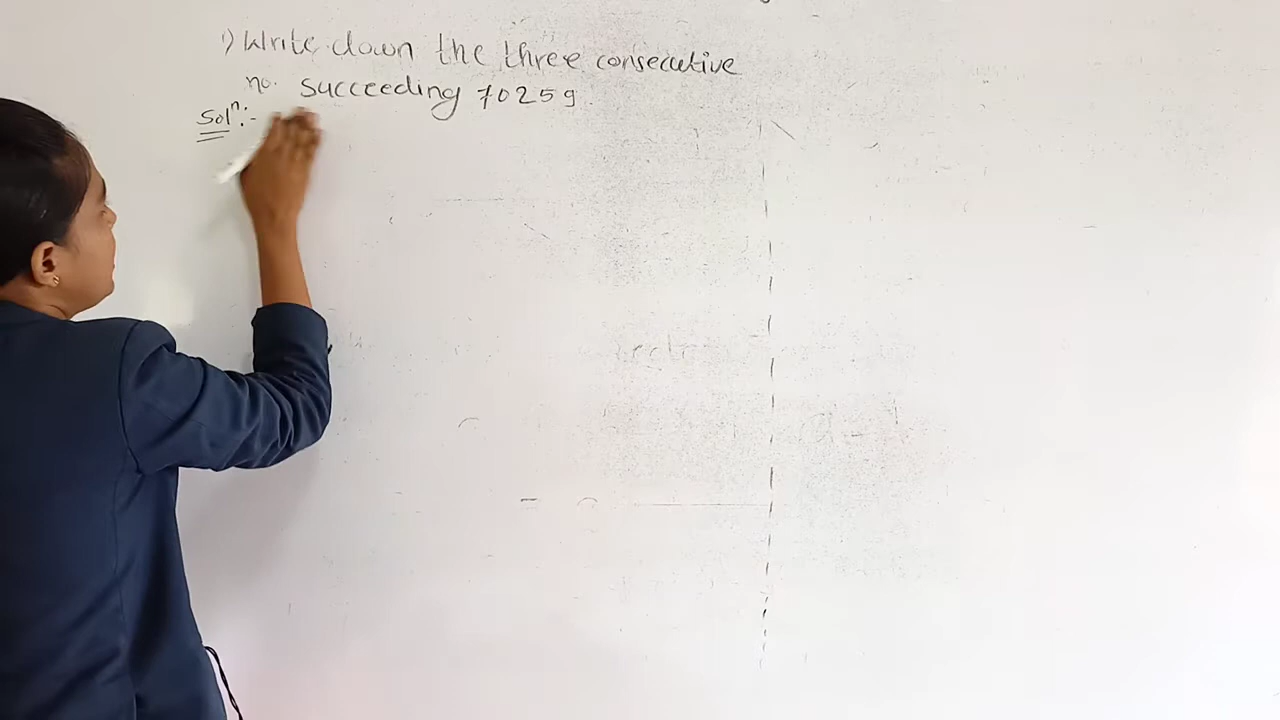 1) Write down the three consecutive
no. succeeding 70259.
Solⁿ:-